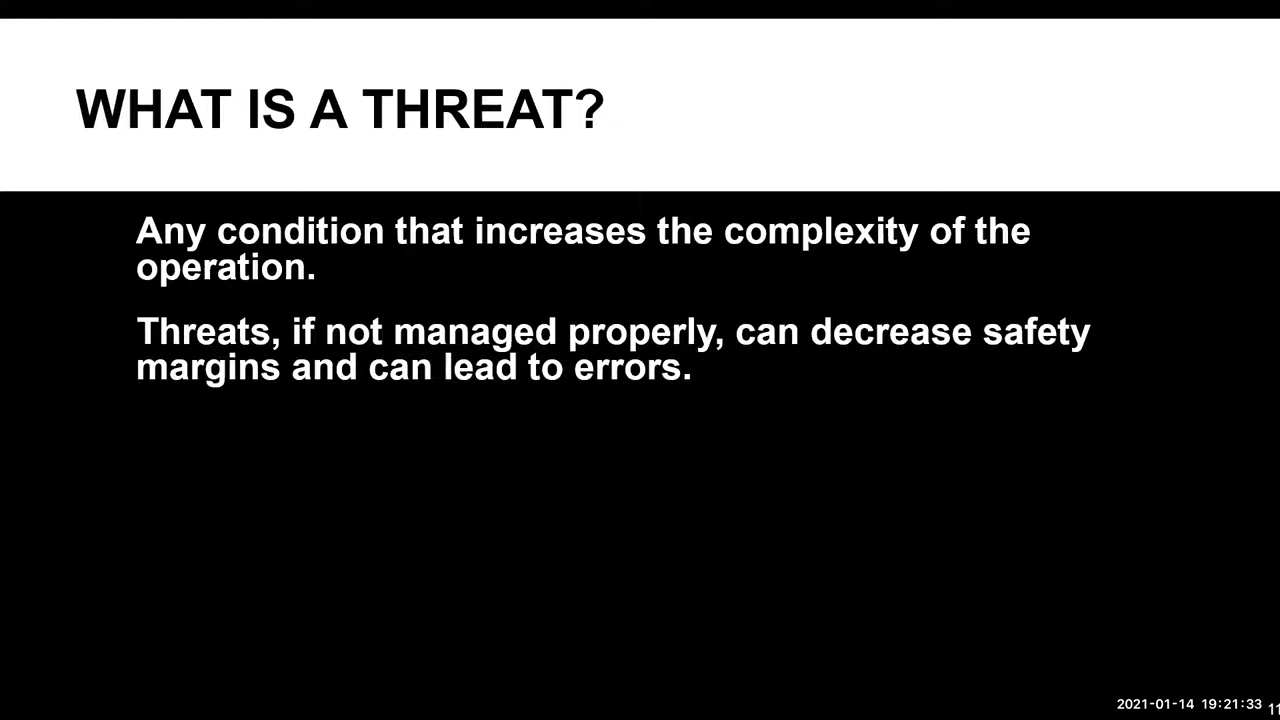 WHAT IS A THREAT?
Any condition that increases the complexity of the
operation.
Threats, if not managed properly, can decrease safety
margins and can lead to errors.
2021-01-14 19:21:33
11